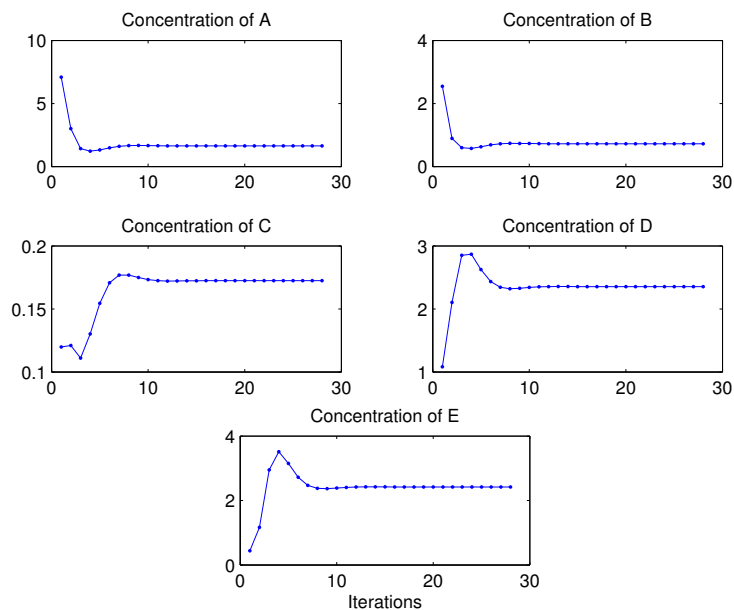 Concentration of A
10
5
0
0 10 20 30
Concentration of B
4
2
0
0 10 20 30
Concentration of C
0.2
0.15
0.1
0 10 20 30
Concentration of D
3
2
1
0 10 20 30
Concentration of E
4
2
0
0 10 20 30
Iterations